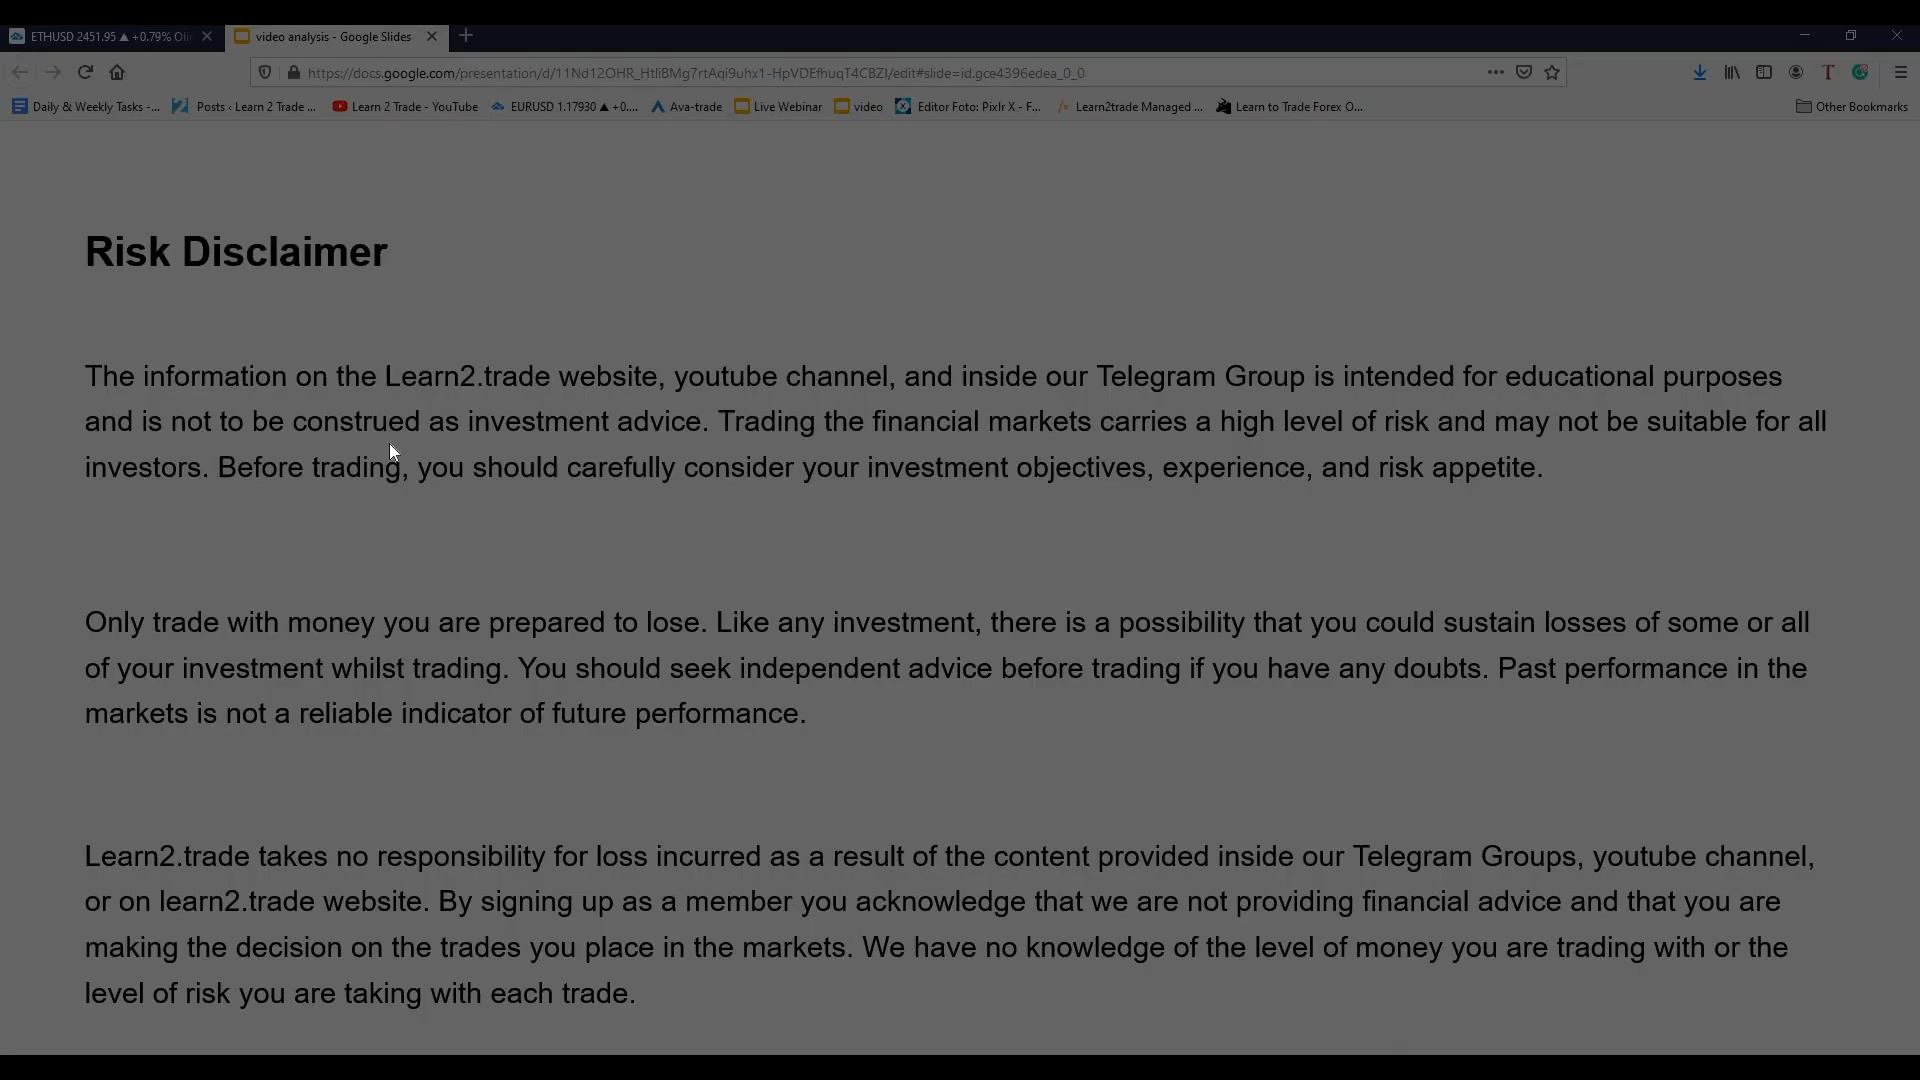 ETHUSD 2451.95 ▲ +0.79% Oli
video analysis - Google Slides
https://docs.google.com/presentation/d/11Nd12OHR_HtliBMg7rtAqi9uhx1-HpVDEfhuqT4CBZI/edit#slide=id.gce4396edea_0_0
Daily & Weekly Tasks -... Posts ‹ Learn 2 Trade ... Learn 2 Trade - YouTube EURUSD 1.17930 ▲ +0.... Ava-trade Live Webinar video Editor Foto: Pixlr X - F... Learn2trade Managed ... Learn to Trade Forex O... Other Bookmarks
Risk Disclaimer
The information on the Learn2.trade website, youtube channel, and inside our Telegram Group is intended for educational purposes
and is not to be construed as investment advice. Trading the financial markets carries a high level of risk and may not be suitable for all
investors. Before trading, you should carefully consider your investment objectives, experience, and risk appetite.
Only trade with money you are prepared to lose. Like any investment, there is a possibility that you could sustain losses of some or all
of your investment whilst trading. You should seek independent advice before trading if you have any doubts. Past performance in the
markets is not a reliable indicator of future performance.
Learn2.trade takes no responsibility for loss incurred as a result of the content provided inside our Telegram Groups, youtube channel,
or on learn2.trade website. By signing up as a member you acknowledge that we are not providing financial advice and that you are
making the decision on the trades you place in the markets. We have no knowledge of the level of money you are trading with or the
level of risk you are taking with each trade.